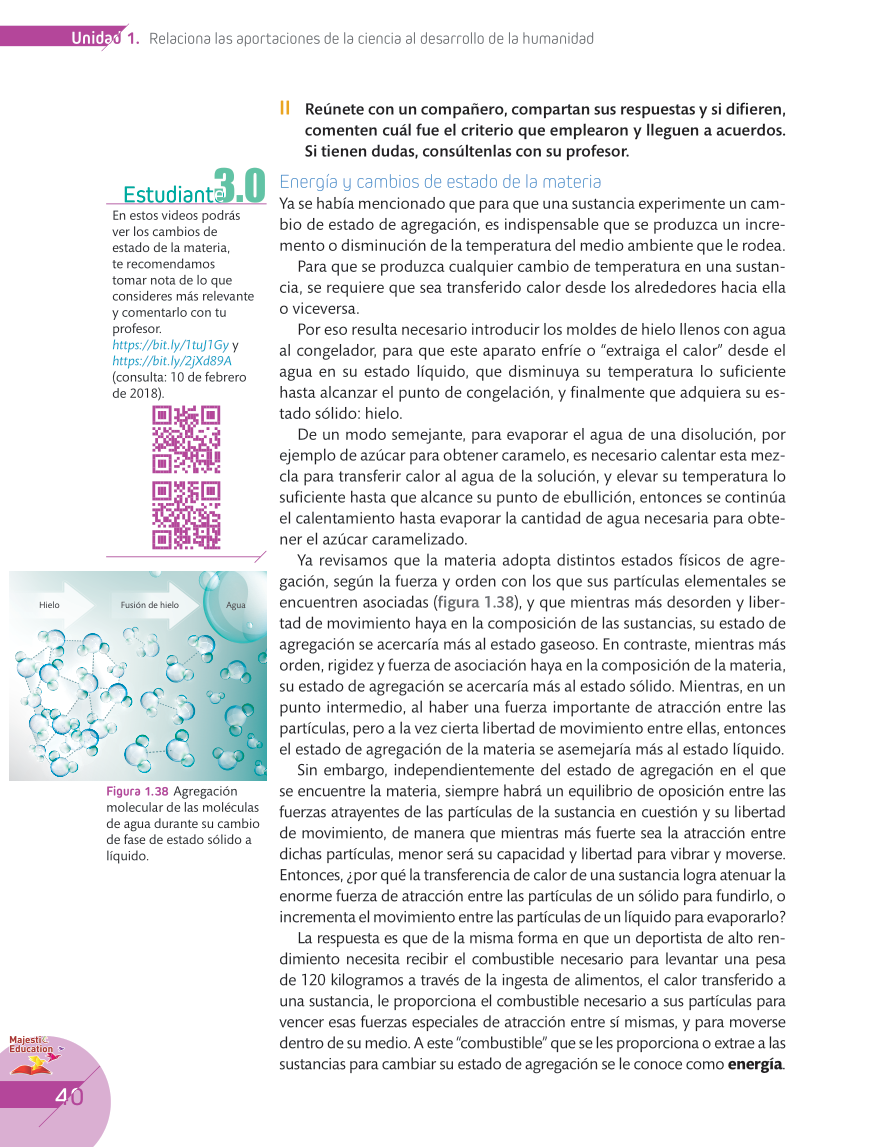 Unidad 1. Relaciona las aportaciones de la ciencia al desarrollo de la humanidad
II Reúnete con un compañero, compartan sus respuestas y si difieren,
comenten cuál fue el criterio que emplearon y lleguen a acuerdos.
Si tienen dudas, consúltenlas con su profesor.
Estudiante3.0
En estos videos podrás
ver los cambios de
estado de la materia,
te recomendamos
tomar nota de lo que
consideres más relevante
y comentarlo con tu
profesor.
https://bit.ly/1tuJ1Gy y
https://bit.ly/2jXd89A
(consulta: 10 de febrero
de 2018).
Hielo
Fusión de hielo
Agua
Figura 1.38 Agregación
molecular de las moléculas
de agua durante su cambio
de fase de estado sólido a
líquido.
Energía y cambios de estado de la materia
Ya se había mencionado que para que una sustancia experimente un cam-
bio de estado de agregación, es indispensable que se produzca un incre-
mento o disminución de la temperatura del medio ambiente que le rodea.
Para que se produzca cualquier cambio de temperatura en una sustan-
cia, se requiere que sea transferido calor desde los alrededores hacia ella
o viceversa.
Por eso resulta necesario introducir los moldes de hielo llenos con agua
al congelador, para que este aparato enfríe o “extraiga el calor” desde el
agua en su estado líquido, que disminuya su temperatura lo suficiente
hasta alcanzar el punto de congelación, y finalmente que adquiera su es-
tado sólido: hielo.
De un modo semejante, para evaporar el agua de una disolución, por
ejemplo de azúcar para obtener caramelo, es necesario calentar esta mez-
cla para transferir calor al agua de la solución, y elevar su temperatura lo
suficiente hasta que alcance su punto de ebullición, entonces se continúa
el calentamiento hasta evaporar la cantidad de agua necesaria para obte-
ner el azúcar caramelizado.
Ya revisamos que la materia adopta distintos estados físicos de agre-
gación, según la fuerza y orden con los que sus partículas elementales se
encuentren asociadas (figura 1.38), y que mientras más desorden y liber-
tad de movimiento haya en la composición de las sustancias, su estado de
agregación se acercaría más al estado gaseoso. En contraste, mientras más
orden, rigidez y fuerza de asociación haya en la composición de la materia,
su estado de agregación se acercaría más al estado sólido. Mientras, en un
punto intermedio, al haber una fuerza importante de atracción entre las
partículas, pero a la vez cierta libertad de movimiento entre ellas, entonces
el estado de agregación de la materia se asemejaría más al estado líquido.
Sin embargo, independientemente del estado de agregación en el que
se encuentre la materia, siempre habrá un equilibrio de oposición entre las
fuerzas atrayentes de las partículas de la sustancia en cuestión y su libertad
de movimiento, de manera que mientras más fuerte sea la atracción entre
dichas partículas, menor será su capacidad y libertad para vibrar y moverse.
Entonces, ¿por qué la transferencia de calor de una sustancia logra atenuar la
enorme fuerza de atracción entre las partículas de un sólido para fundirlo, o
incrementa el movimiento entre las partículas de un líquido para evaporarlo?
La respuesta es que de la misma forma en que un deportista de alto ren-
dimiento necesita recibir el combustible necesario para levantar una pesa
de 120 kilogramos a través de la ingesta de alimentos, el calor transferido a
una sustancia, le proporciona el combustible necesario a sus partículas para
vencer esas fuerzas especiales de atracción entre sí mismas, y para moverse
dentro de su medio. A este “combustible” que se les proporciona o extrae a las
sustancias para cambiar su estado de agregación se le conoce como energía.
Majestic
Education
40